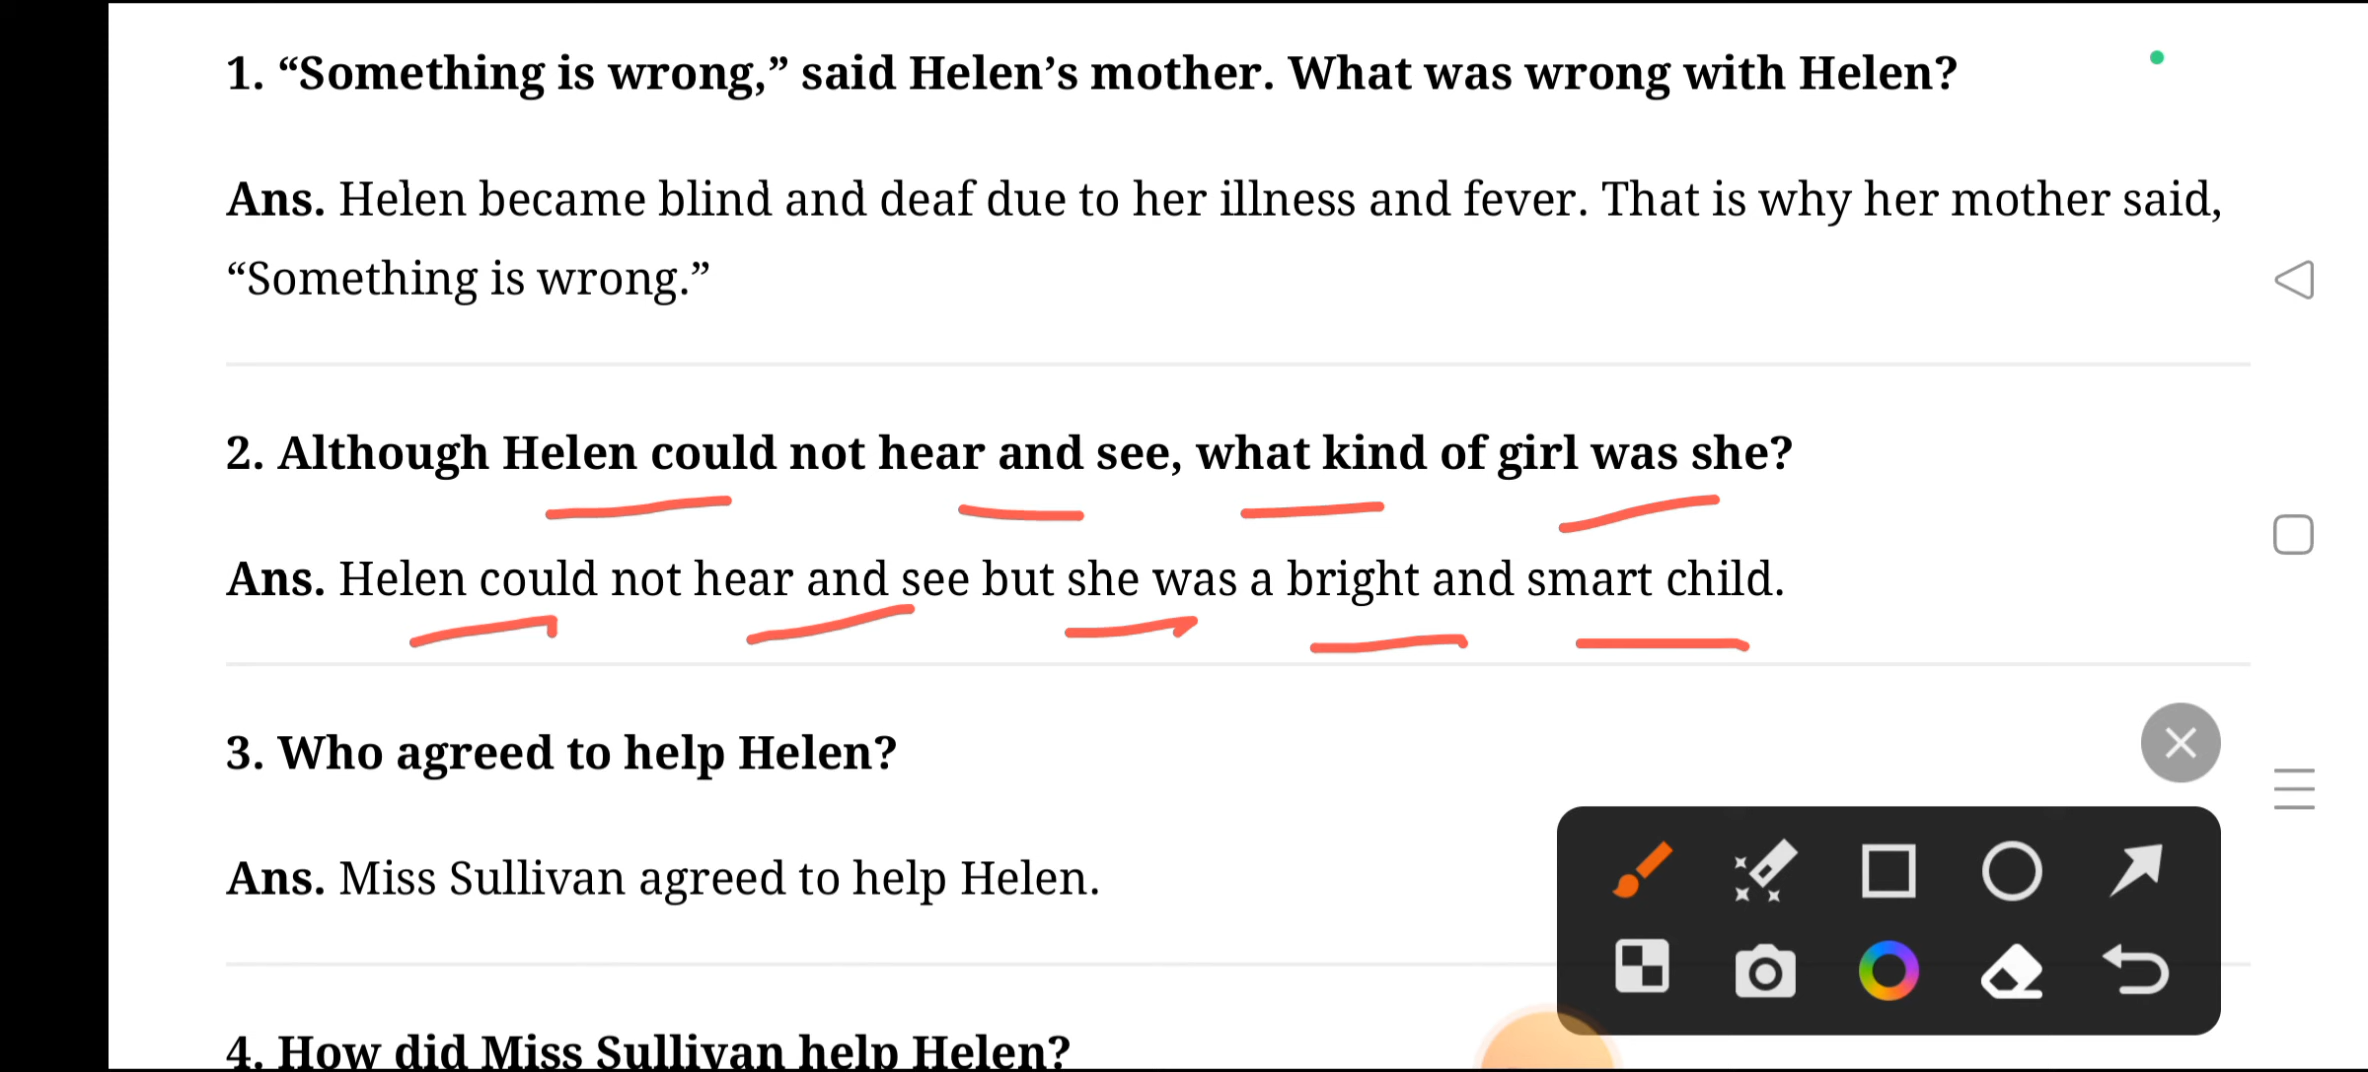 1. “Something is wrong,” said Helen’s mother. What was wrong with Helen?
Ans. Helen became blind and deaf due to her illness and fever. That is why her mother said,
“Something is wrong.”
2. Although Helen could not hear and see, what kind of girl was she?
Ans. Helen could not hear and see but she was a bright and smart child.
3. Who agreed to help Helen?
Ans. Miss Sullivan agreed to help Helen.
4. How did Miss Sullivan help Helen?